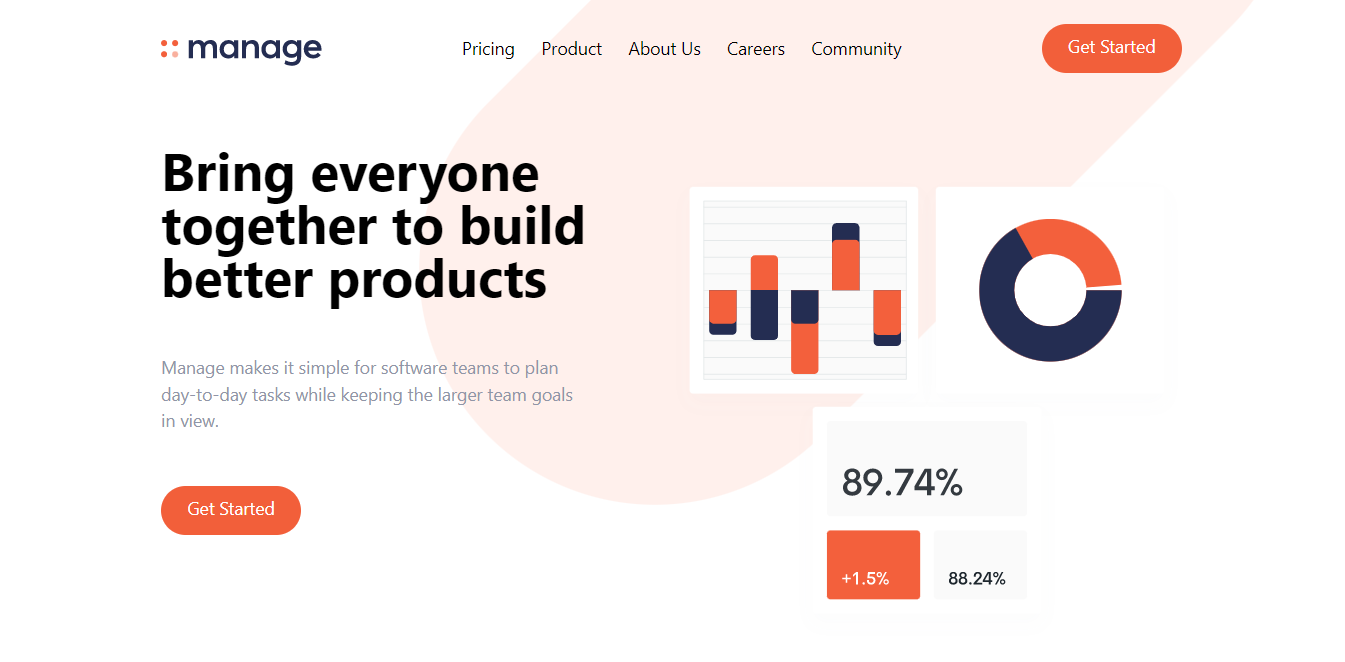 manage
Pricing
Product
About Us
Careers
Community
Get Started
Bring everyone
together to build
better products
Manage makes it simple for software teams to plan
day-to-day tasks while keeping the larger team goals
in view.
Get Started
89.74%
+1.5%
88.24%